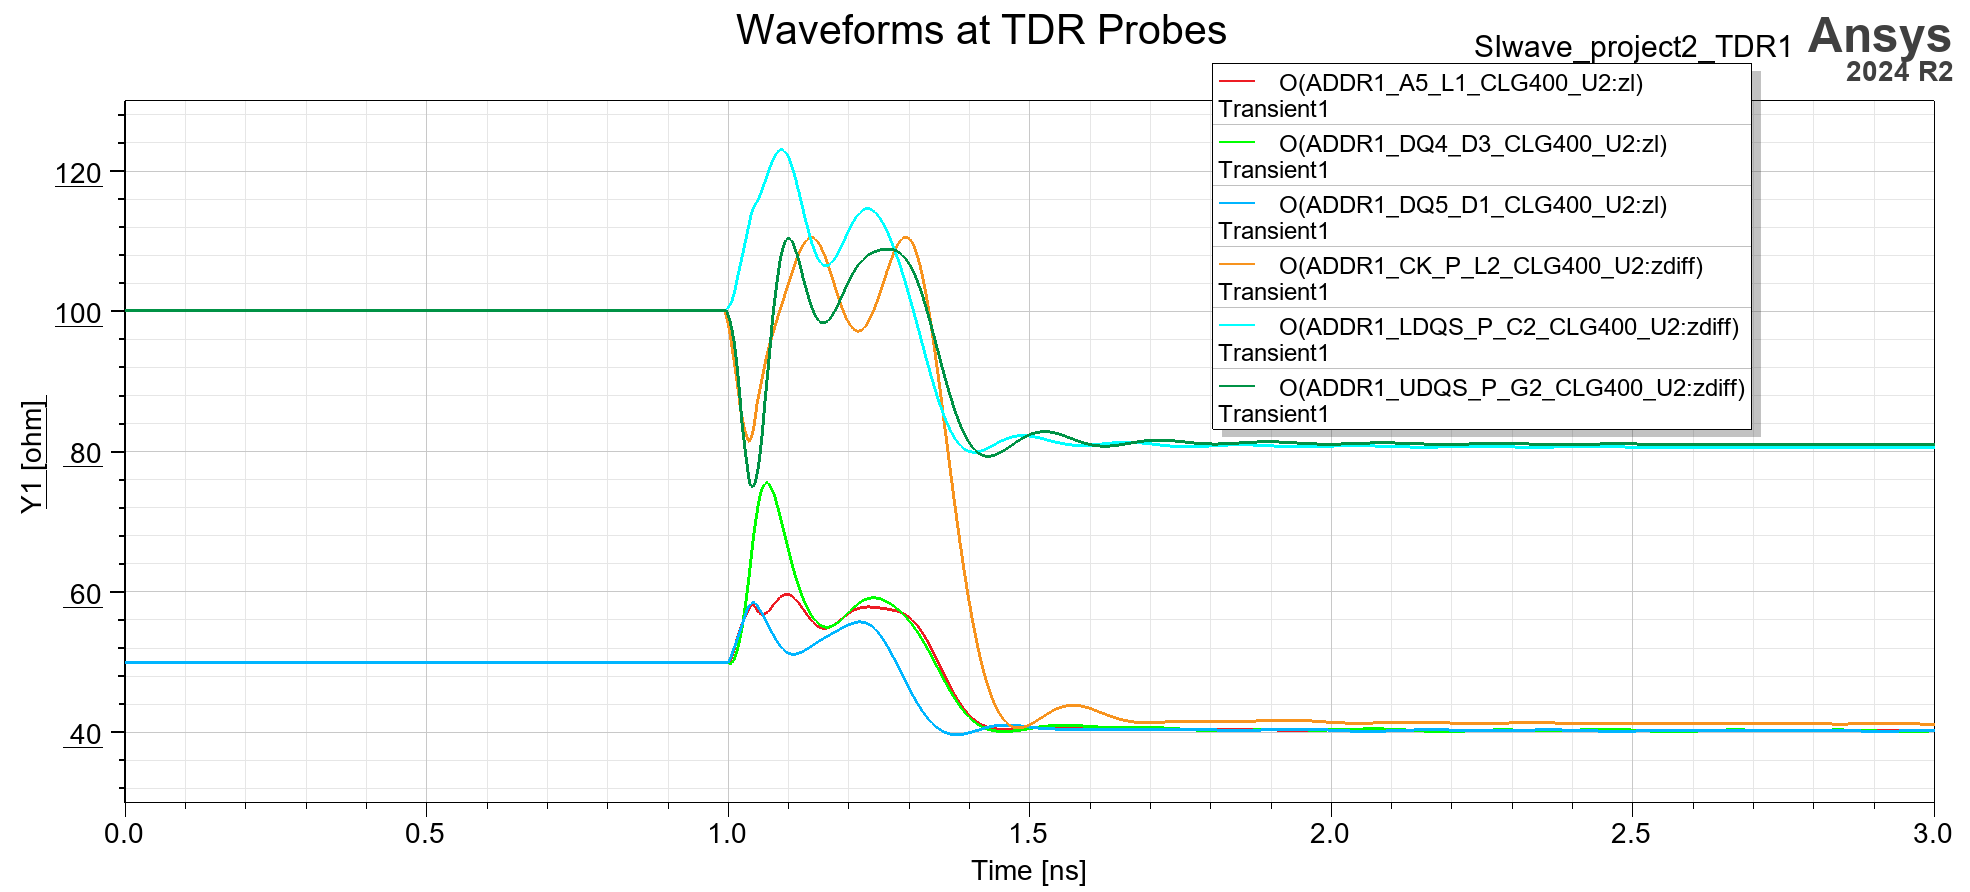 Waveforms at TDR Probes
SIwave_project2_TDR1
Ansys
2024 R2
O(ADDR1_A5_L1_CLG400_U2:zl)
Transient1
O(ADDR1_DQ4_D3_CLG400_U2:zl)
Transient1
O(ADDR1_DQ5_D1_CLG400_U2:zl)
Transient1
O(ADDR1_CK_P_L2_CLG400_U2:zdiff)
Transient1
O(ADDR1_LDQS_P_C2_CLG400_U2:zdiff)
Transient1
O(ADDR1_UDQS_P_G2_CLG400_U2:zdiff)
Transient1
Y1 [ohm]
120
100
80
60
40
0.0 0.5 1.0 1.5 2.0 2.5 3.0
Time [ns]